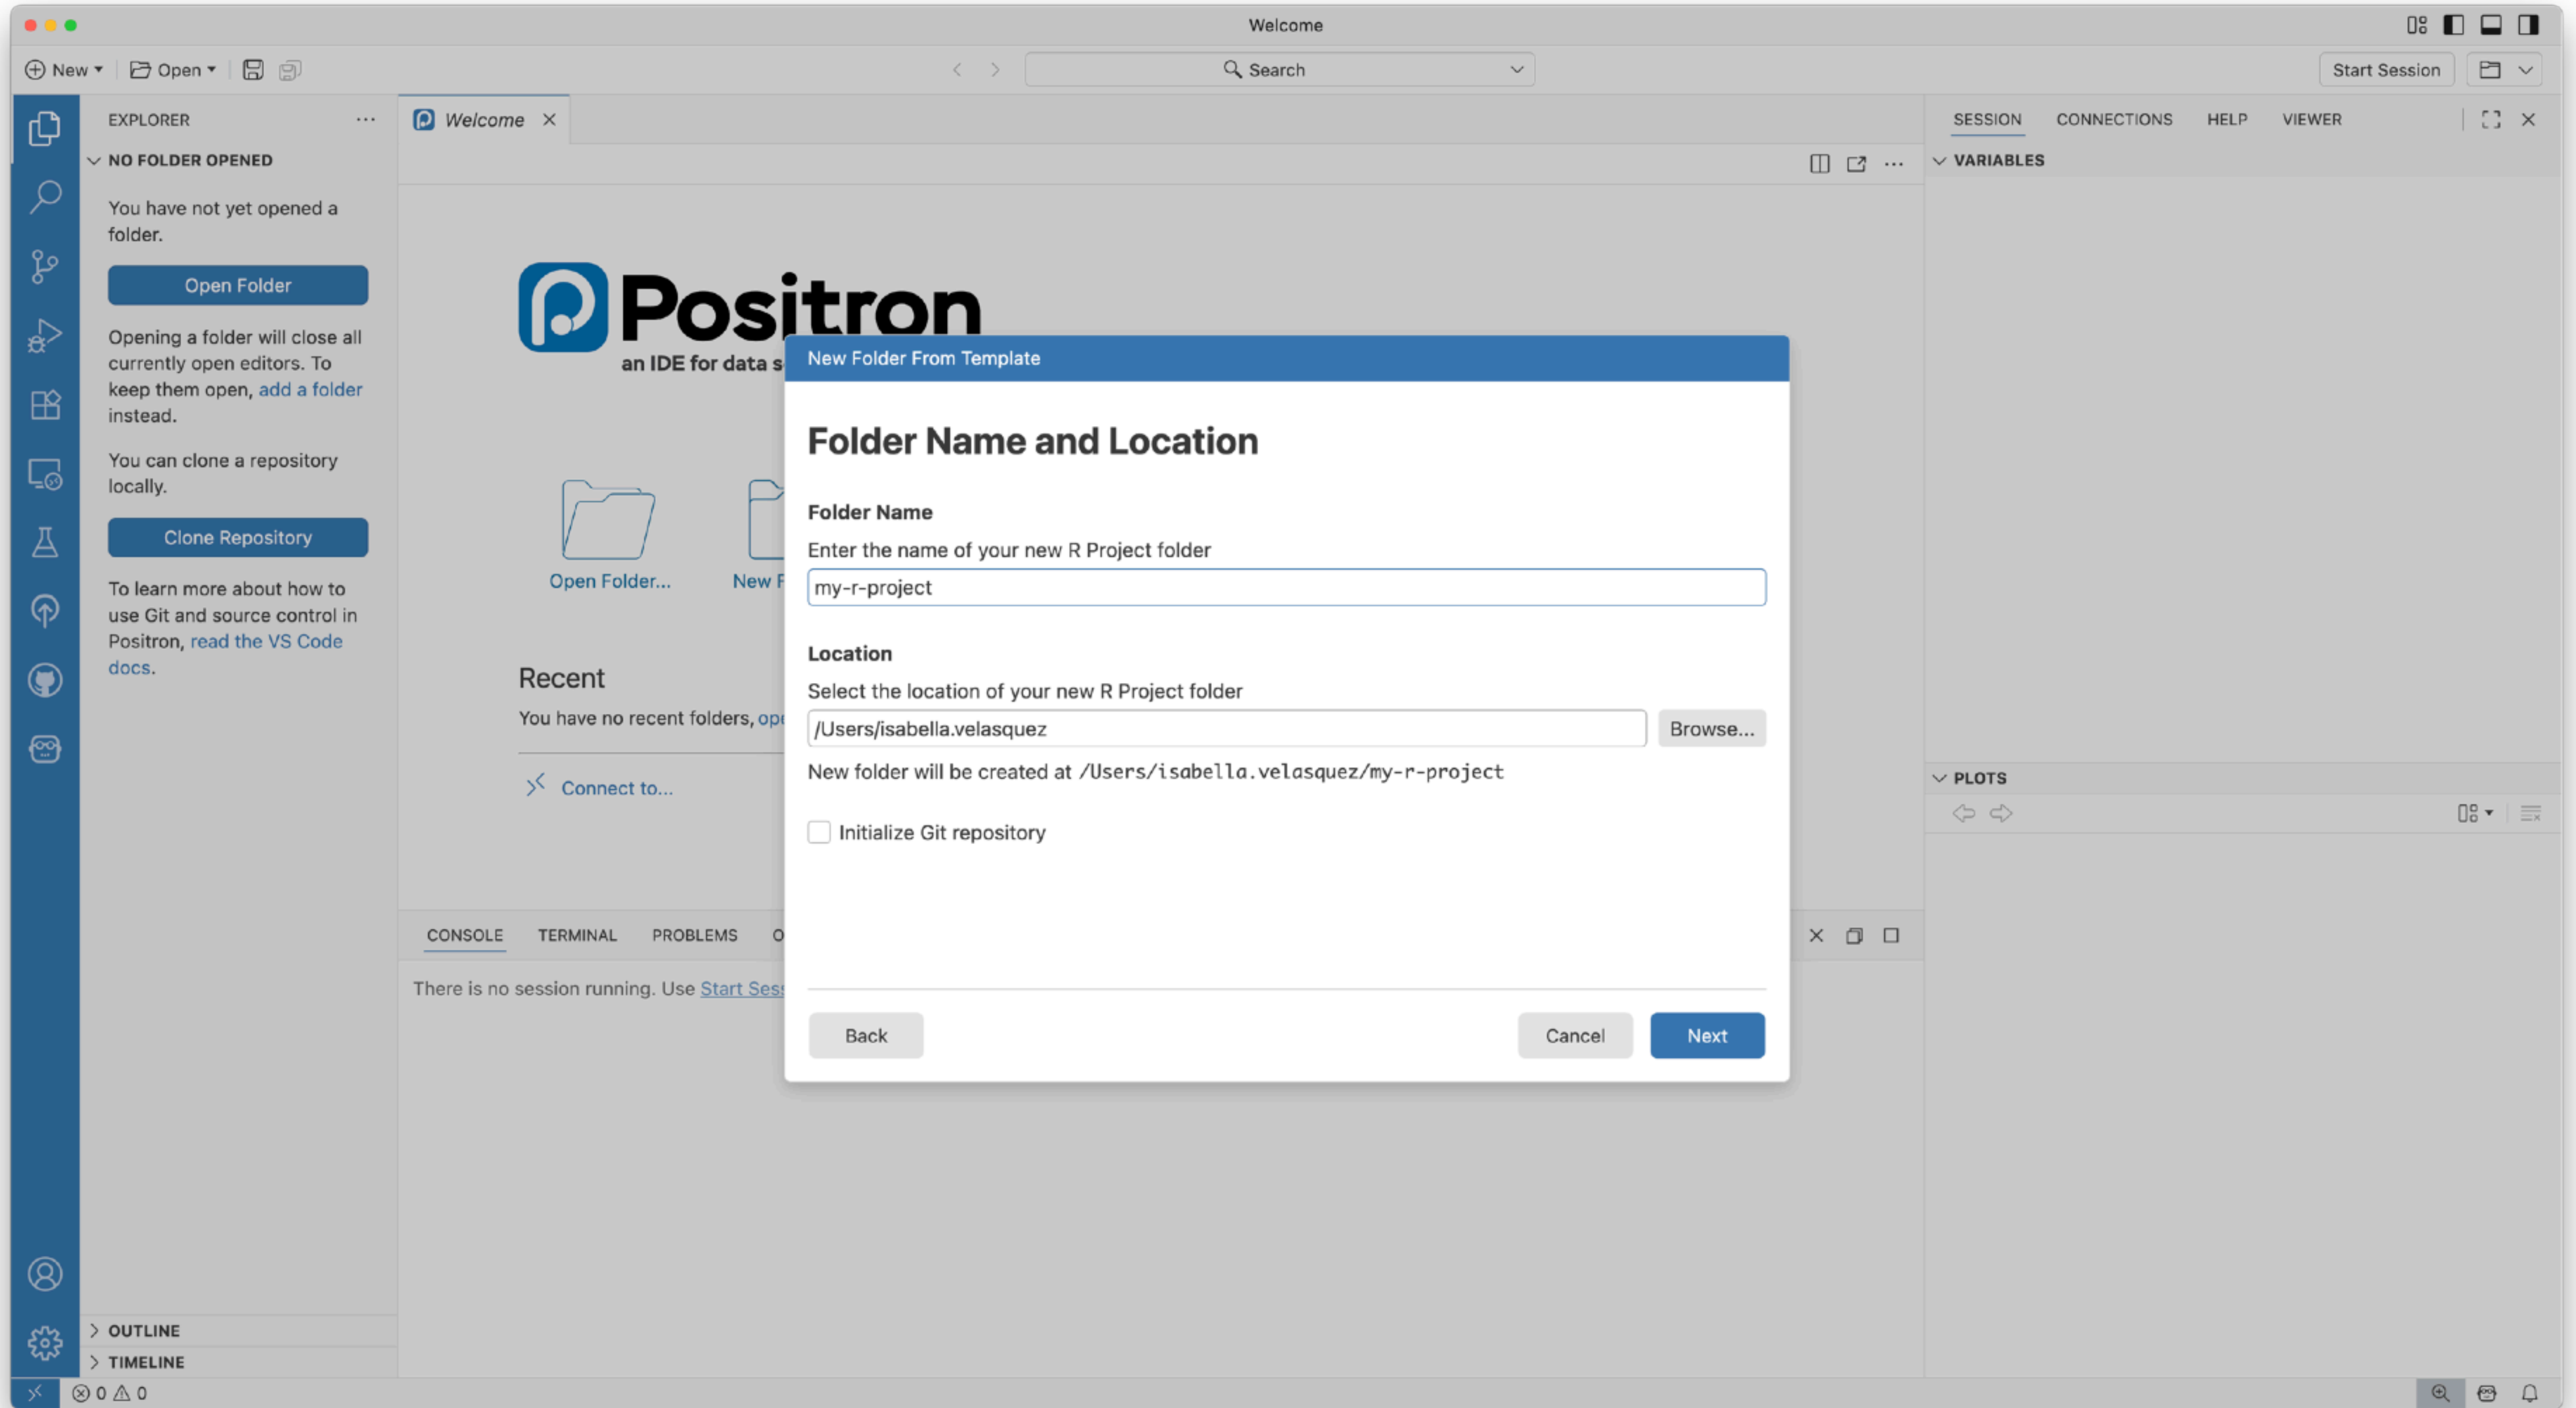 Welcome
New
Open
Search
Start Session
EXPLORER
NO FOLDER OPENED
You have not yet opened a
folder.
Open Folder
Opening a folder will close all
currently open editors. To
keep them open, add a folder
instead.
You can clone a repository
locally.
Clone Repository
To learn more about how to
use Git and source control in
Positron, read the VS Code
docs.
OUTLINE
TIMELINE
Welcome
Positron
an IDE for data s
Open Folder...
New F
Recent
You have no recent folders, ope
Connect to...
New Folder From Template
Folder Name and Location
Folder Name
Enter the name of your new R Project folder
my-r-project
Location
Select the location of your new R Project folder
/Users/isabella.velasquez
Browse...
New folder will be created at /Users/isabella.velasquez/my-r-project
Initialize Git repository
Back
Cancel
Next
CONSOLE
TERMINAL
PROBLEMS
O
There is no session running. Use Start Sess
SESSION
CONNECTIONS
HELP
VIEWER
VARIABLES
PLOTS
0
0